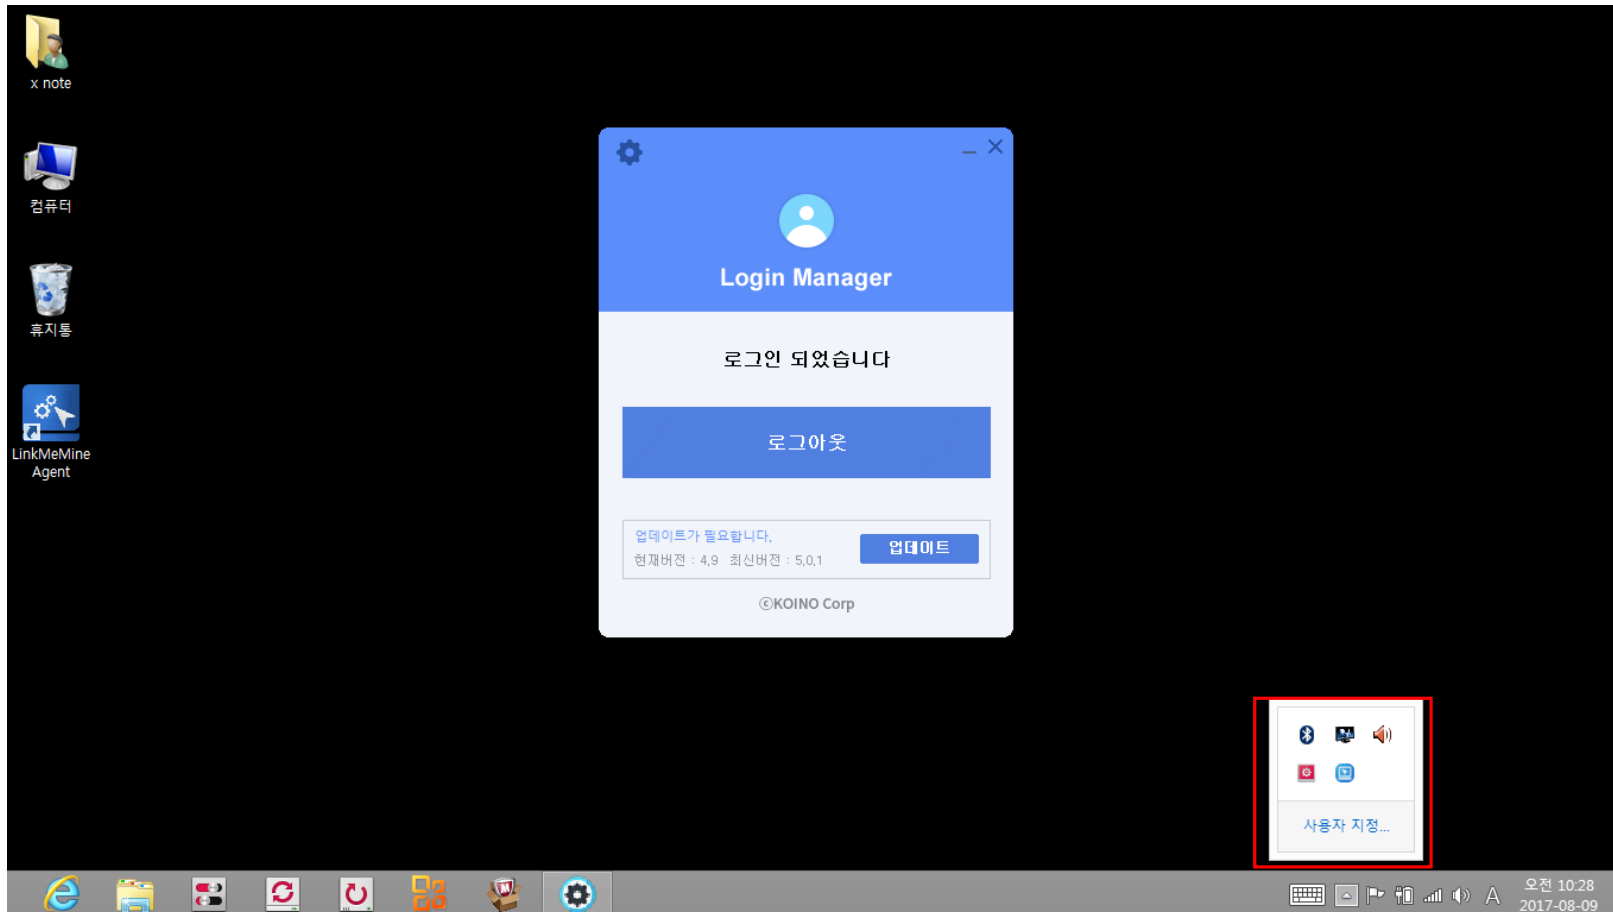 x note
컴퓨터
휴지통
LinkMeMine
Agent
Login Manager
로그인 되었습니다
로그아웃
업데이트가 필요합니다.
현재버전 : 4.9 최신버전 : 5.0.1
업데이트
ⓒKOINO Corp
사용자 지정...
A
오전 10:28
2017-08-09